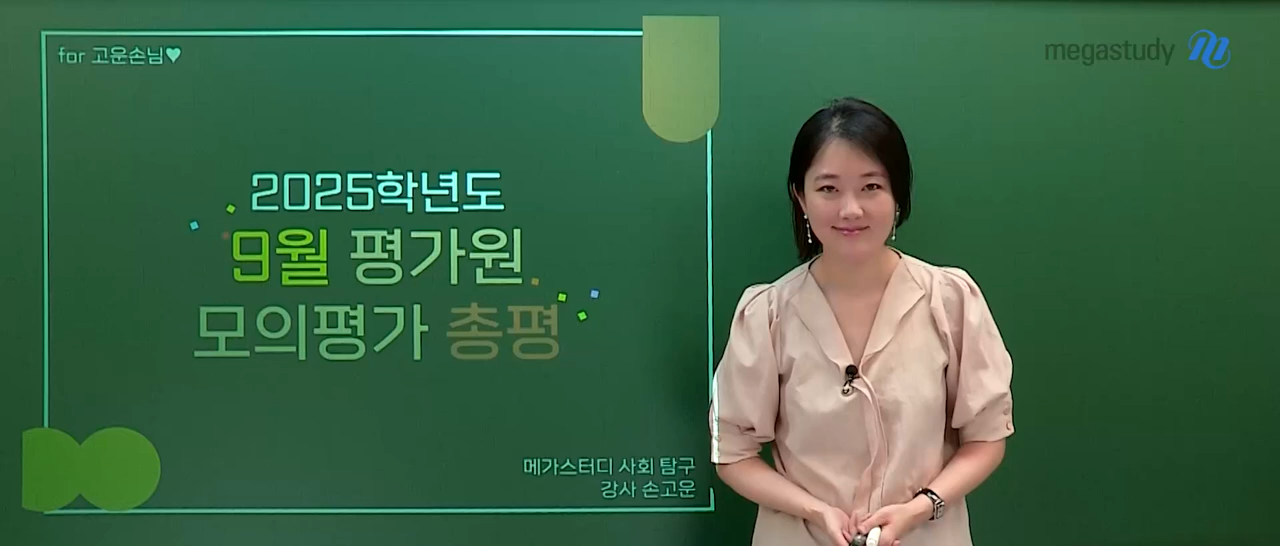 for 고운손님♥
megastudy
2025학년도
9월 평가원
모의평가 총평
메가스터디 사회 탐구
강사 손고운